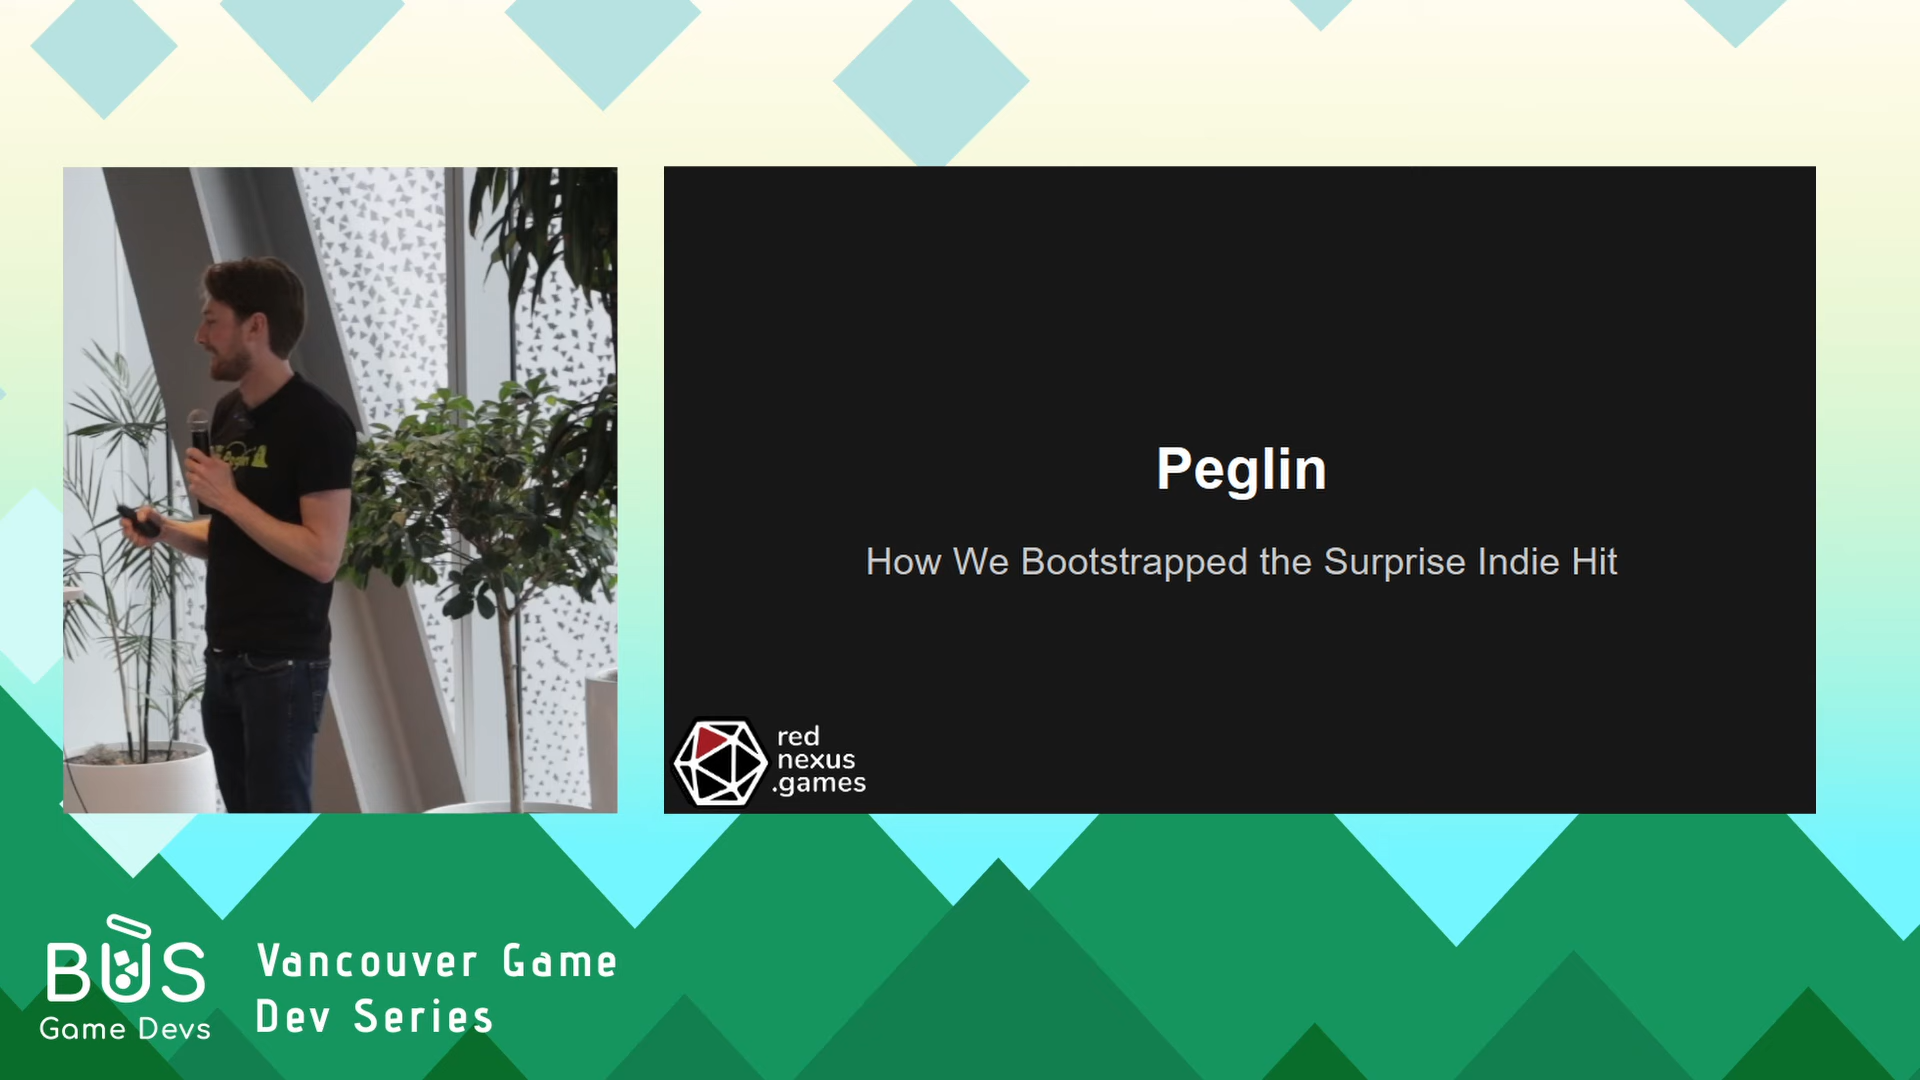 Peglin
How We Bootstrapped the Surprise Indie Hit
red
nexus
.games
BUS
Game Devs
Vancouver Game
Dev Series